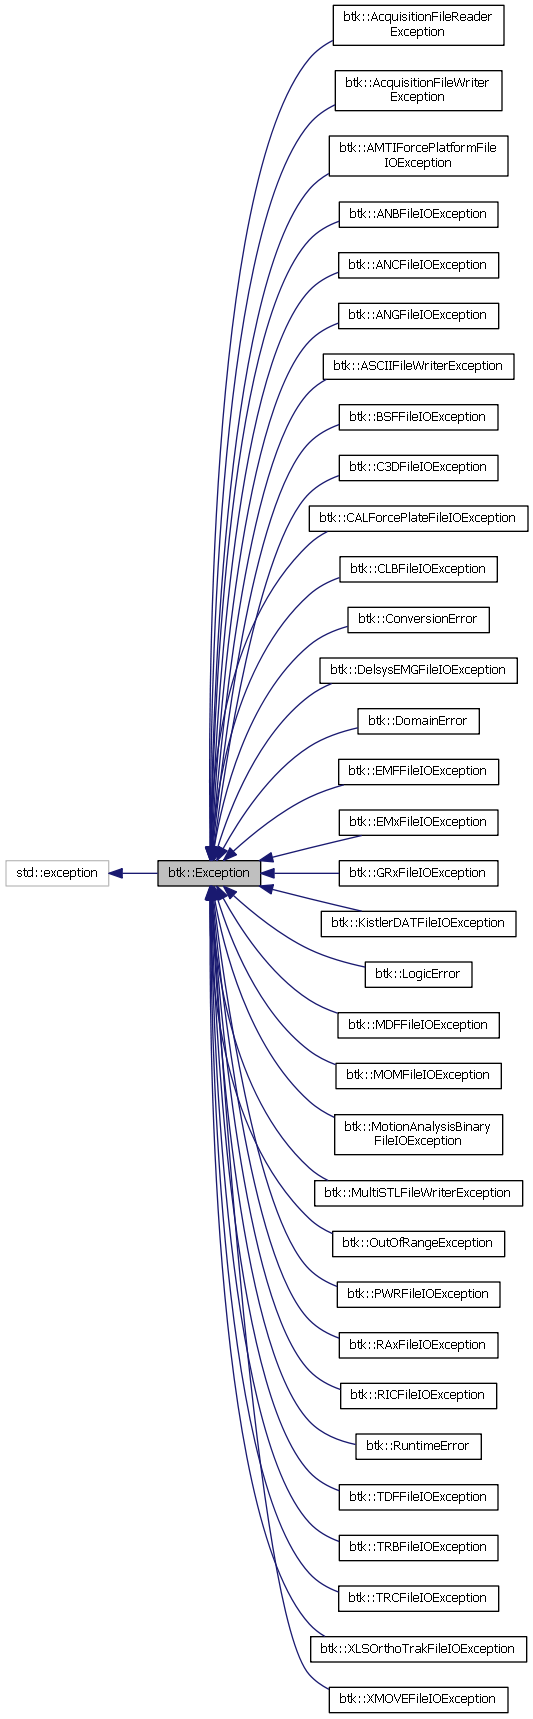 btk::AcquisitionFileReader
Exception
btk::AcquisitionFileWriter
Exception
btk::AMTIForcePlatformFile
IOException
btk::ANBFileIOException
btk::ANCFileIOException
btk::ANGFileIOException
btk::ASCIIFileWriterException
btk::BSFFileIOException
btk::C3DFileIOException
btk::CALForcePlateFileIOException
btk::CLBFileIOException
btk::ConversionError
btk::DelsysEMGFileIOException
btk::DomainError
btk::EMFFileIOException
btk::EMxFileIOException
std::exception
btk::Exception
btk::GRxFileIOException
btk::KistlerDATFileIOException
btk::LogicError
btk::MDFFileIOException
btk::MOMFileIOException
btk::MotionAnalysisBinary
FileIOException
btk::MultiSTLFileWriterException
btk::OutOfRangeException
btk::PWRFileIOException
btk::RAxFileIOException
btk::RICFileIOException
btk::RuntimeError
btk::TDFFileIOException
btk::TRBFileIOException
btk::TRCFileIOException
btk::XLSOrthoTrakFileIOException
btk::XMOVEFileIOException